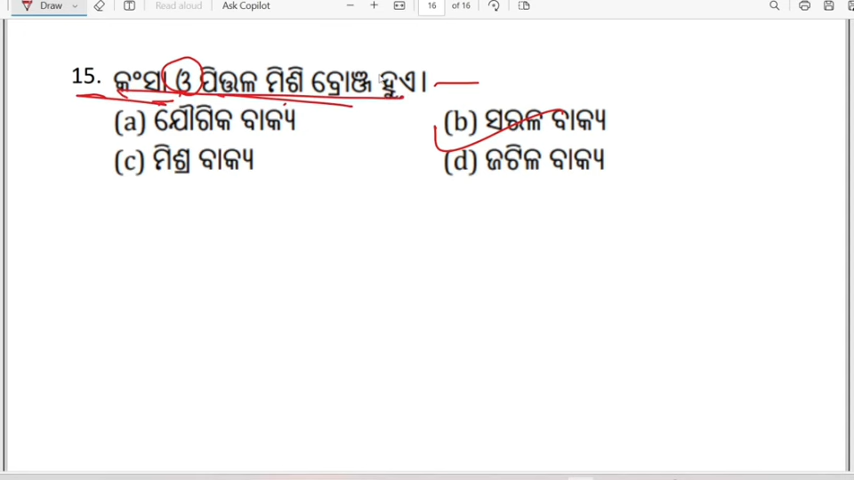 Draw Read aloud Ask Copilot 16 of 16
15. କଂସା ଓ ପିତ୍ତଳ ମିଶି ବ୍ରୋଞ୍ଜ ହୁଏ।
(a) ଯୌଗିକ ବାକ୍ୟ (b) ସରଳ ବାକ୍ୟ
(c) ମିଶ୍ର ବାକ୍ୟ (d) ଜଟିଳ ବାକ୍ୟ